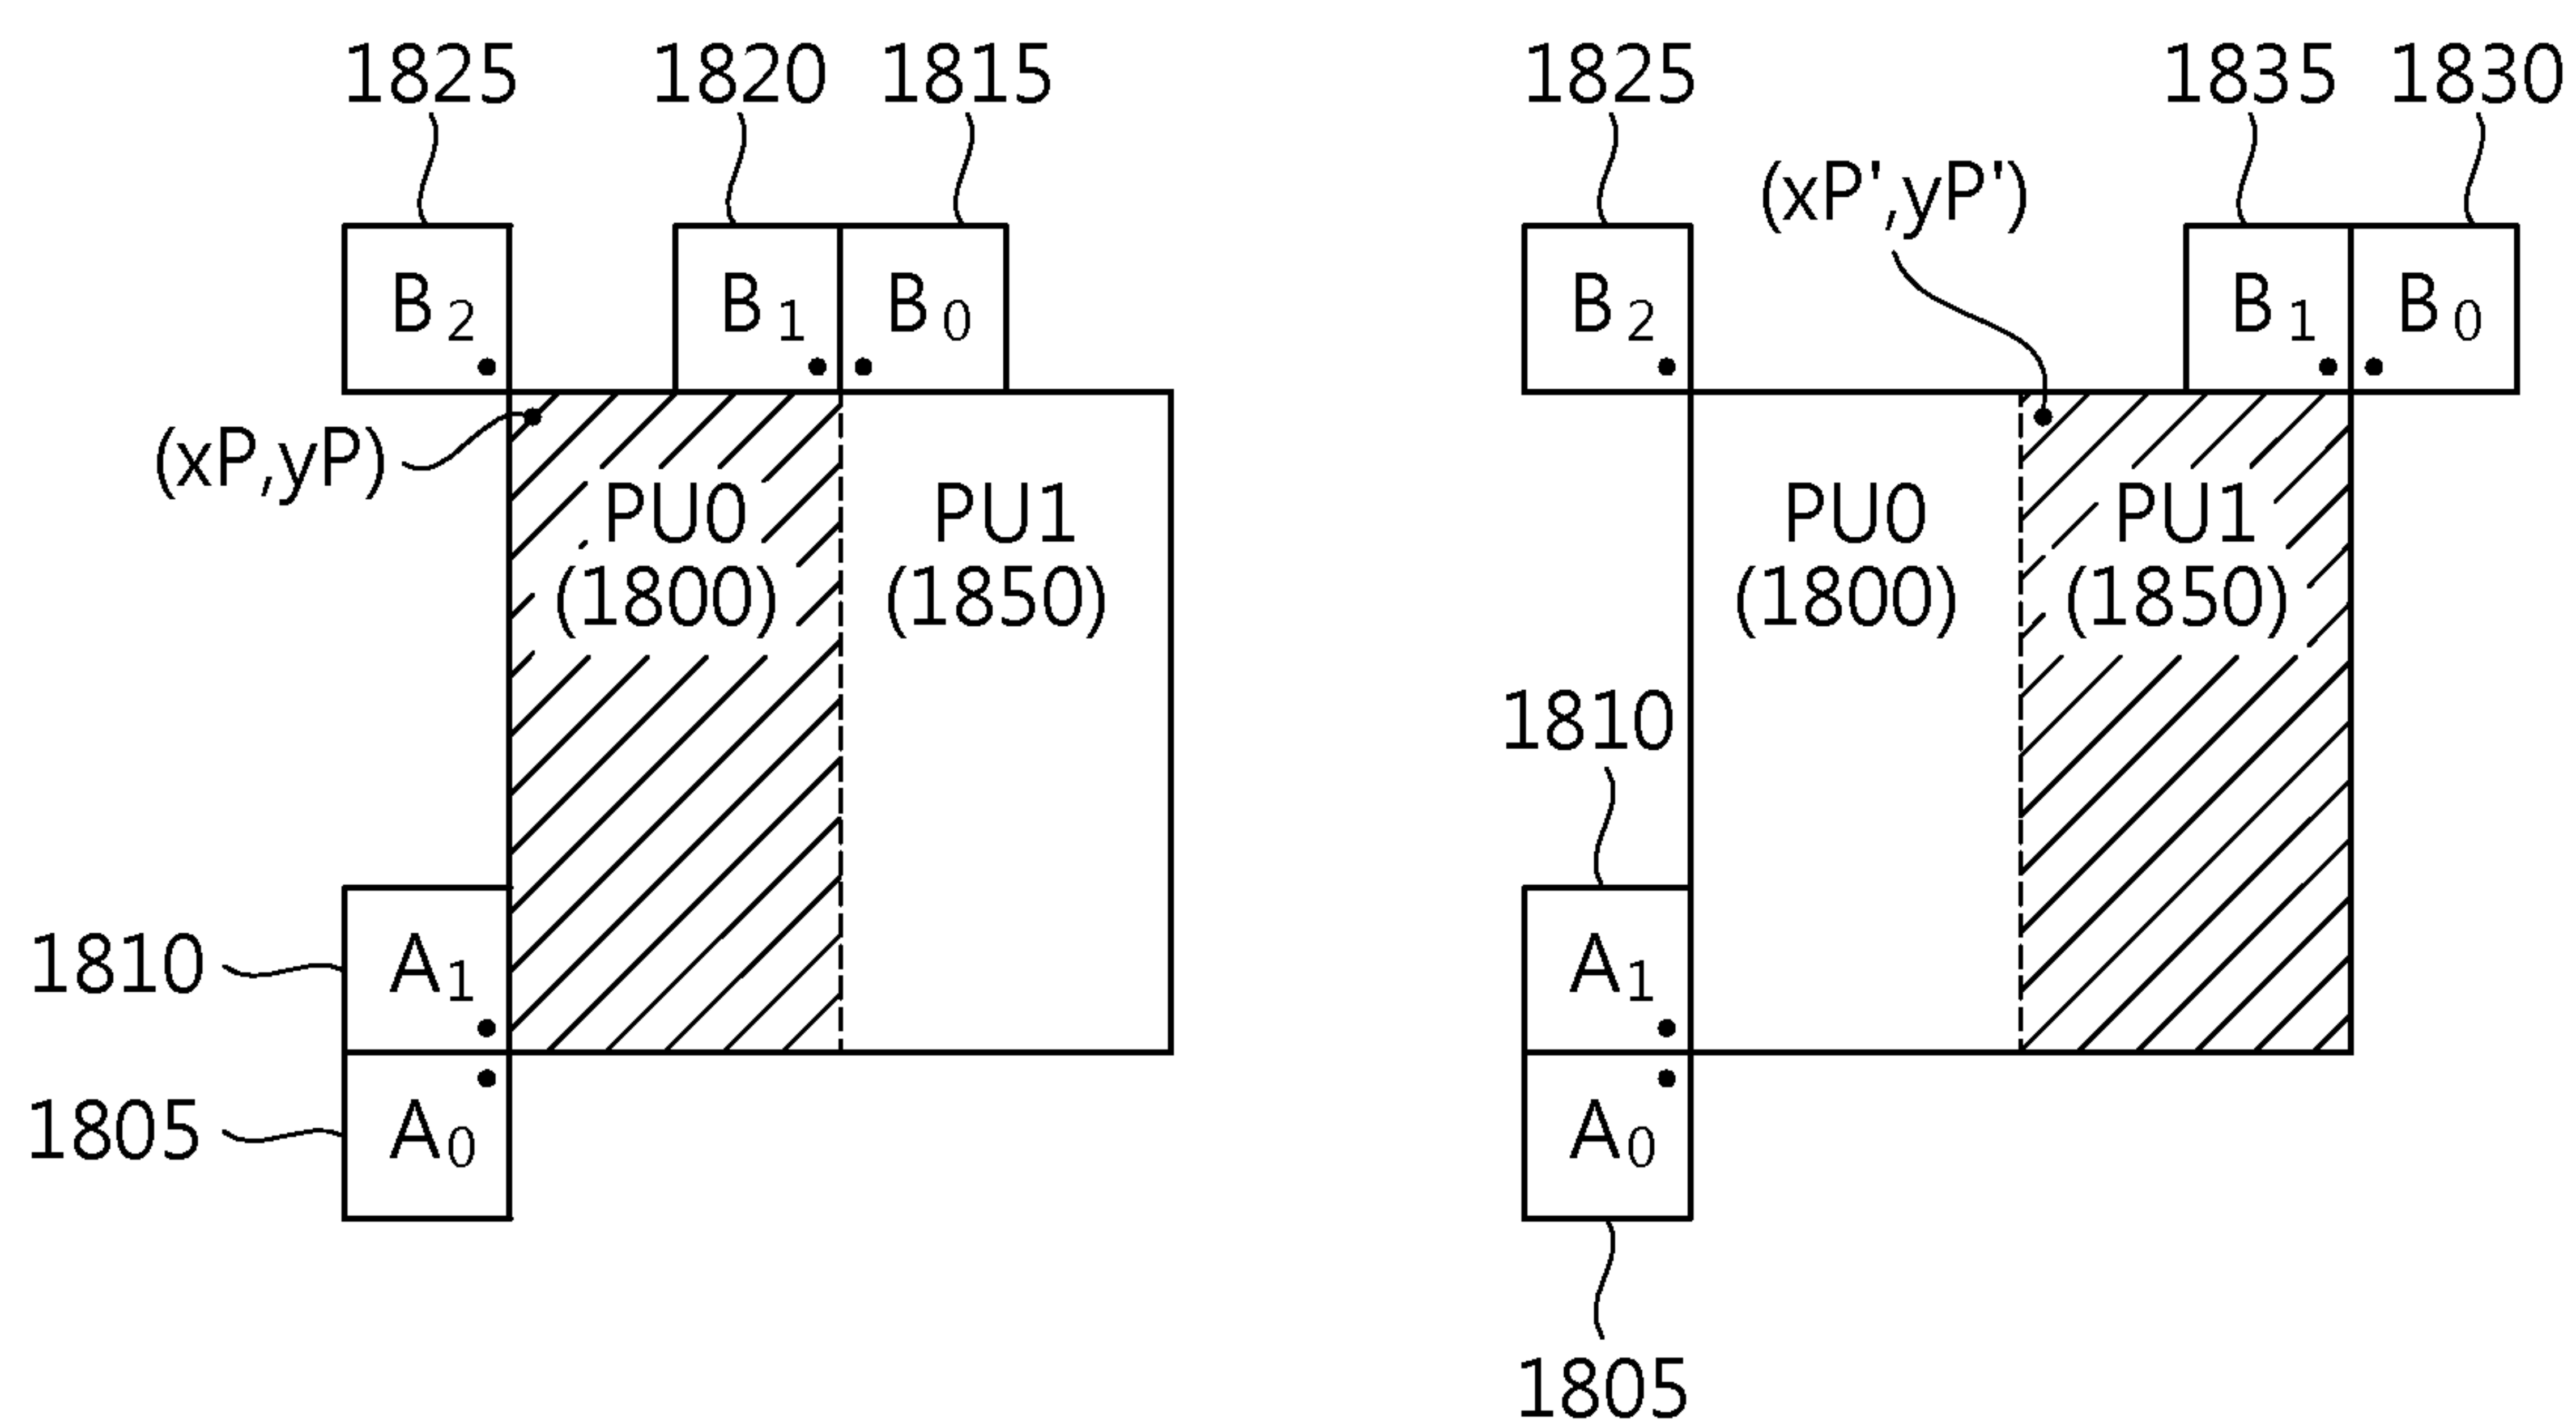 1825 1820 1815
B2 B1 B0
(xP,yP)
PU0 PU1
(1800) (1850)
1810 A1
1805 A0
1825 1835 1830
(xP',yP')
B2 B1 B0
PU0 PU1
(1800) (1850)
1810
A1
A0
1805